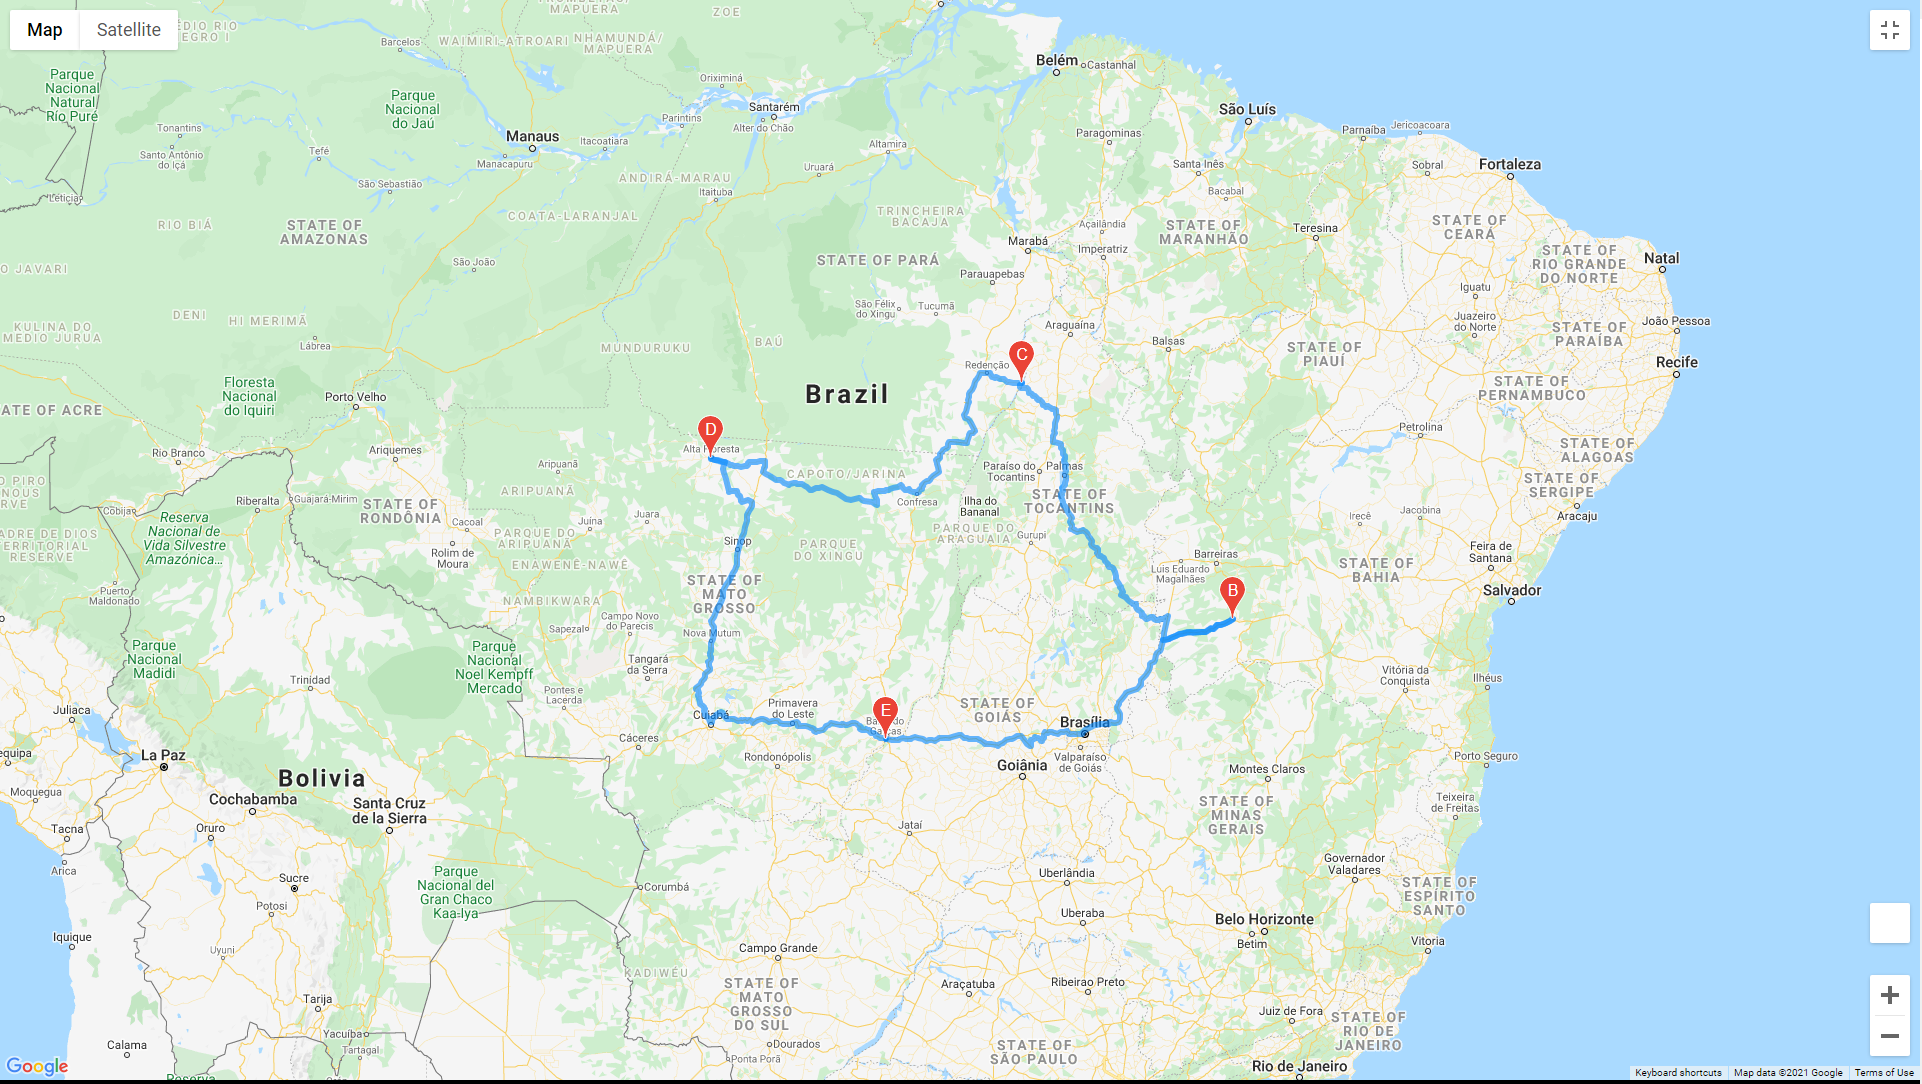 Map
Satellite
MAPUERA
ZOE
Barcelos
WAIMIRI-ATROARI
NHAMUNDÁ/
MAPUERA
Belém
Castanhal
Parque
Nacional
Natural
Río Puré
Parque
Nacional
do Jaú
Oriximiná
Santarém
Alter do Chão
Parintins
São Luís
Parnaíba
Jericoacoara
Tonantins
Santo Antônio
do Içá
Tefé
Manaus
Manacapuru
Itacoatiara
Altamira
Paragominas
Uruará
Santa Inês
Sobral
Fortaleza
Leticia
São Sebastião
ANDIRÁ-MARAU
Itaituba
Bacabal
RIO BIÁ
STATE OF
AMAZONAS
COATA-LARANJAL
TRINCHEIRA
BACAJA
Açailândia
STATE OF
MARANHÃO
Teresina
STATE OF
CEARÁ
Marabá
Imperatriz
STATE OF
RIO GRANDE
DO NORTE
Natal
O JAVARI
São João
STATE OF PARÁ
Parauapebas
Iguatu
São Félix
do Xingu
Tucumã
DENI
HI MERIMÃ
KULINA DO
MEDIO JURUA
Lábrea
MUNDURUKU
BAÚ
Araguaína
Balsas
Juazeiro
do Norte
João Pessoa
STATE OF
PARAÍBA
STATE OF
PIAUÍ
C
Redenção
Recife
Floresta
Nacional
do Iquiri
Porto Velho
Brazil
STATE OF
PERNAMBUCO
ATE OF ACRE
D
Alta Floresta
Petrolina
Rio Branco
Ariquemes
Aripuanã
CAPOTO/JARINA
Paraíso do
Tocantins
Palmas
STATE OF
ALAGOAS
O PIRO
NOUS
RVE
Cobija
Riberalta
Guajará-Mirim
STATE OF
RONDÔNIA
ARIPUANÃ
Confresa
Ilha do
Bananal
STATE OF
TOCANTINS
STATE OF
SERGIPE
Aracaju
Reserva
Nacional de
Vida Silvestre
Amazónica...
Cacoal
Juína
Juara
PARQUE DO
ARIPUANÃ
PARQUE DO
ARAGUAIA
Gurupi
Irecê
Jacobina
ADRE DE DIOS
TERRITORIAL
RESERVE
Rolim de
Moura
ENAWENÊ-NAWÊ
Sinop
PARQUE
DO XINGU
Barreiras
Luís Eduardo
Magalhães
STATE OF
BAHIA
Feira de
Santana
Salvador
Puerto
Maldonado
NAMBIKWARA
STATE OF
MATO
GROSSO
B
Campo Novo
do Parecis
Sapezal
Nova Mutum
Parque
Nacional
Madidi
Parque
Nacional
Noel Kempff
Mercado
Tangará
da Serra
Trinidad
Pontes e
Lacerda
Vitória da
Conquista
Ilhéus
Juliaca
Cuiabá
Primavera
do Leste
E
STATE OF
GOIÁS
Brasília
Cáceres
Rondonópolis
Goiânia
Valparaíso
de Goiás
Montes Claros
Porto Seguro
equipa
La Paz
Bolivia
Moquegua
Cochabamba
Santa Cruz
de la Sierra
STATE OF
MINAS
GERAIS
Teixeira
de Freitas
Tacna
Oruro
Jataí
Arica
Sucre
Parque
Nacional del
Gran Chaco
Kaa-Iya
Corumbá
Uberlândia
Governador
Valadares
STATE OF
ESPÍRITO
SANTO
Potosi
Uberaba
Belo Horizonte
Betim
Vitoria
Iquique
Uyuni
Campo Grande
KADIWÉU
STATE OF
MATO
GROSSO
DO SUL
Araçatuba
Ribeirao Preto
Tarija
Juiz de Fora
STATE OF
RIO DE
JANEIRO
Yacuíba
Tartagal
Calama
Dourados
Ponta Porã
STATE OF
SÃO PAULO
Rio de Janeiro
Google
Reserva
Keyboard shortcuts
Map data ©2021 Google
Terms of Use